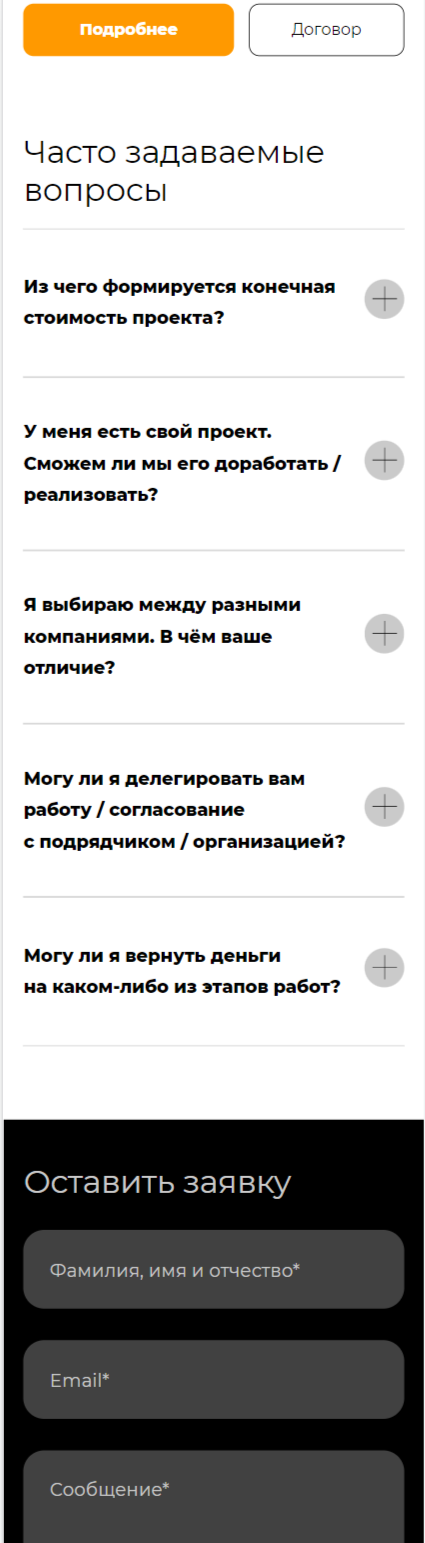 Подробнее
Договор
Часто задаваемые
вопросы
Из чего формируется конечная
стоимость проекта?
У меня есть свой проект.
Сможем ли мы его доработать /
реализовать?
Я выбираю между разными
компаниями. В чём ваше
отличие?
Могу ли я делегировать вам
работу / согласование
с подрядчиком / организацией?
Могу ли я вернуть деньги
на каком-либо из этапов работ?
Оставить заявку
Фамилия, имя и отчество*
Email*
Сообщение*